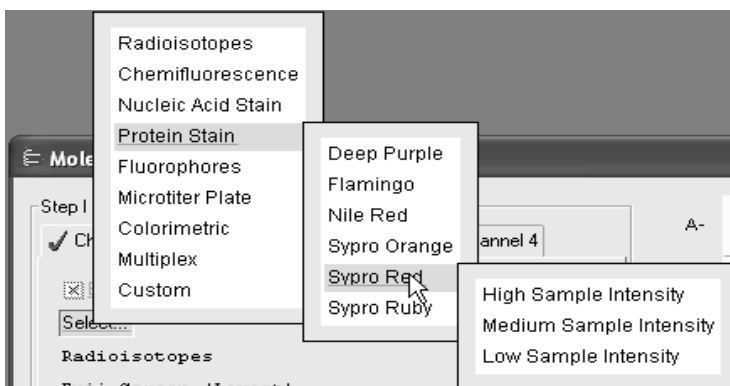 Radioisotopes
Chemifluorescence
Nucleic Acid Stain
Protein Stain
Fluorophores
Microtiter Plate
Colorimetric
Multiplex
Custom
Deep Purple
Flamingo
Nile Red
Sypro Orange
Sypro Red
Sypro Ruby
High Sample Intensity
Medium Sample Intensity
Low Sample Intensity
Mole
Step I
Ch
annel 4
A-
Select...
Radioisotopes